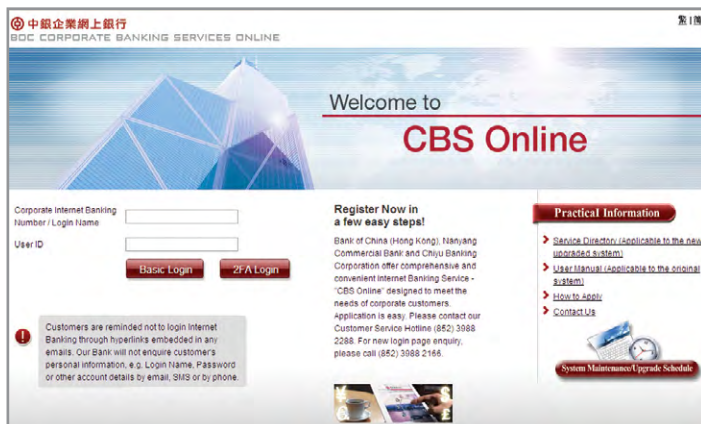 中銀企業網上銀行
BOC CORPORATE BANKING SERVICES ONLINE
繁 | 簡
Welcome to
CBS Online
Corporate Internet Banking
Number / Login Name
User ID
Basic Login
2FA Login
Customers are reminded not to login Internet
Banking through hyperlinks embedded in any
emails. Our Bank will not enquire customer's
personal information, e.g. Login Name, Password
or other account details by email, SMS or by phone.
Register Now in
a few easy steps!
Bank of China (Hong Kong), Nanyang
Commercial Bank and Chiyu Banking
Corporation offer comprehensive and
convenient Internet Banking Service -
"CBS Online" designed to meet the
needs of corporate customers.
Application is easy. Please contact our
Customer Service Hotline (852) 3988
2288. For new login page enquiry,
please call (852) 3988 2166.
Practical Information
Service Directory (Applicable to the new
upgraded system)
User Manual (Applicable to the original
system)
How to Apply
Contact Us
System Maintenance/Upgrade Schedule